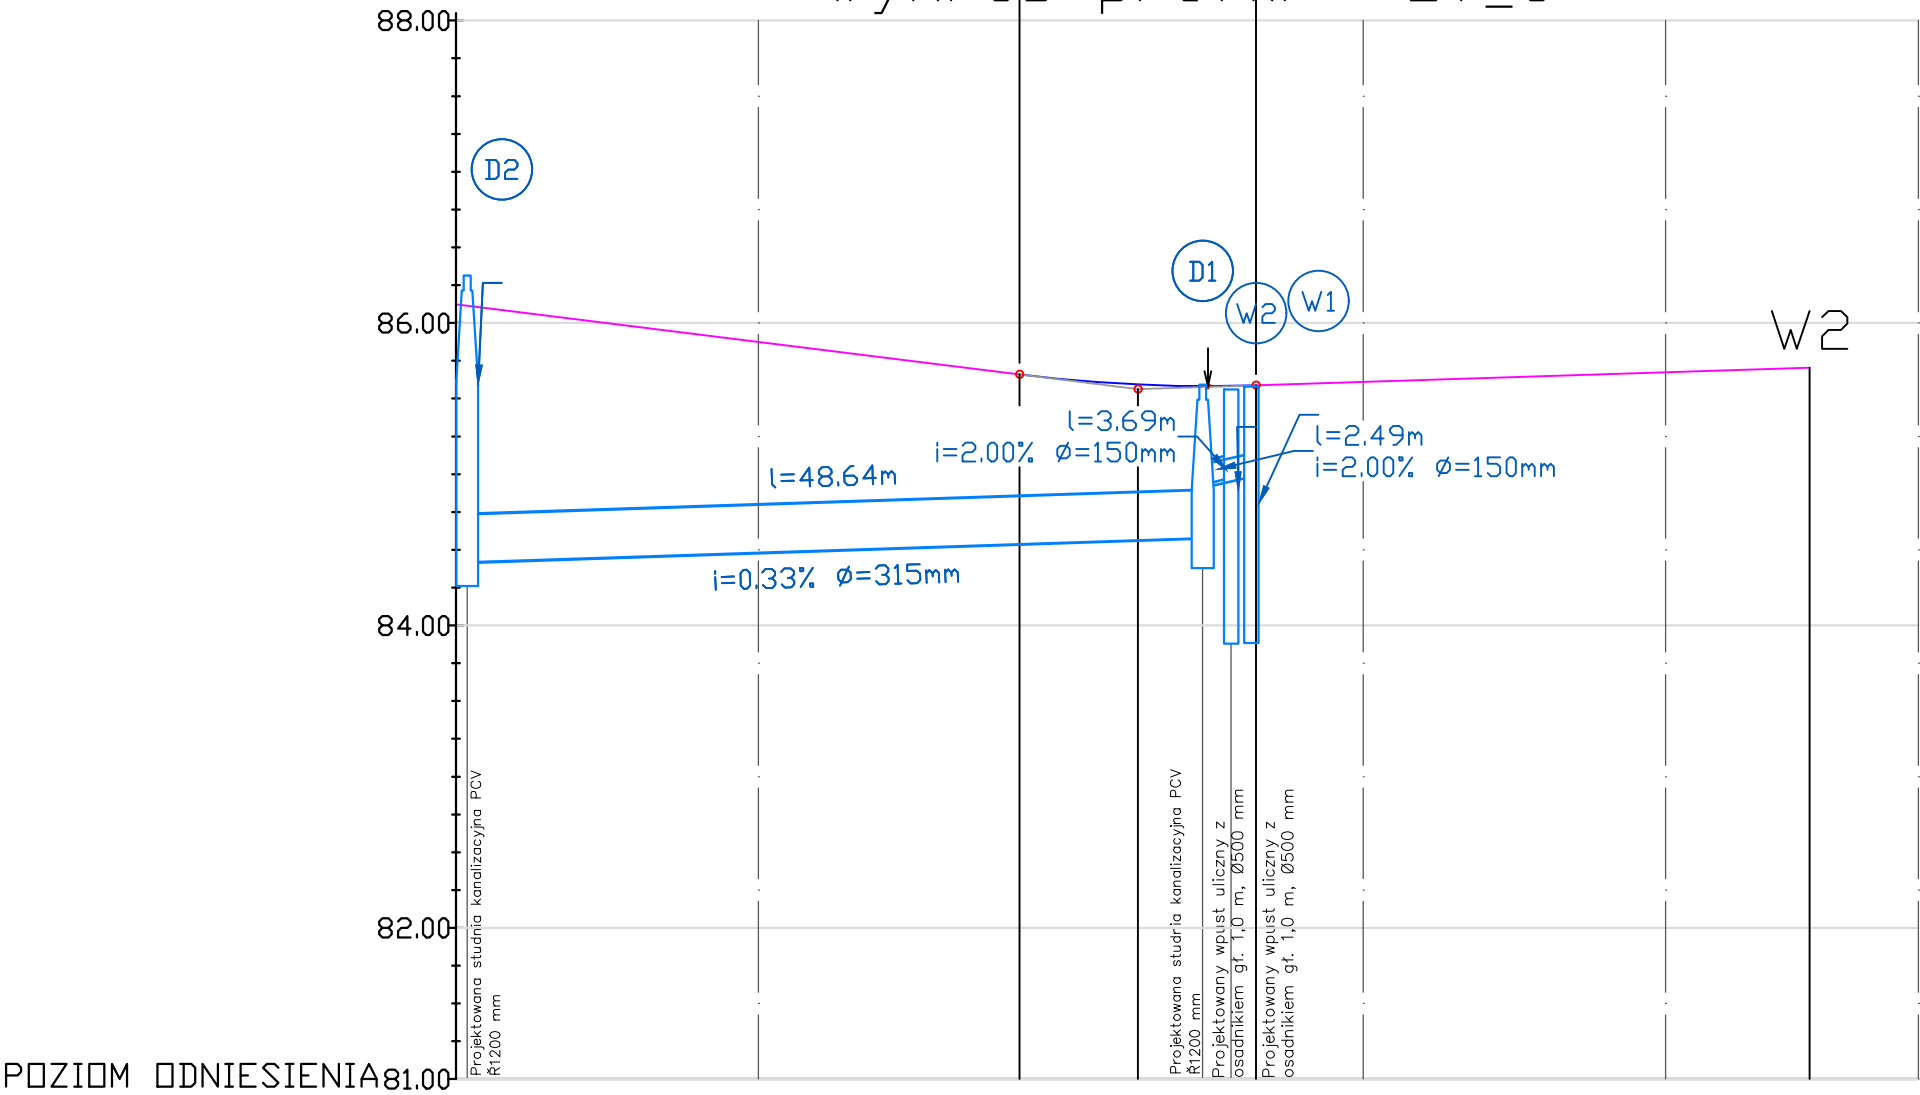 88.00
D2
D1
W1
W2
86.00
W2
l=3.69m
i=2.00% Ø=150mm
l=2.49m
i=2.00% Ø=150mm
l=48.64m
i=0.33% Ø=315mm
84.00
82.00
Projektowana studnia kanalizacyjna PCV
Ř1200 mm
Projektowana studnia kanalizacyjna PCV
Ř1200 mm
Projektowany wpust uliczny z
osadnikiem gł. 1,0 m, Ø500 mm
Projektowany wpust uliczny z
osadnikiem gł. 1,0 m, Ø500 mm
POZIOM ODNIESIENIA 81.00